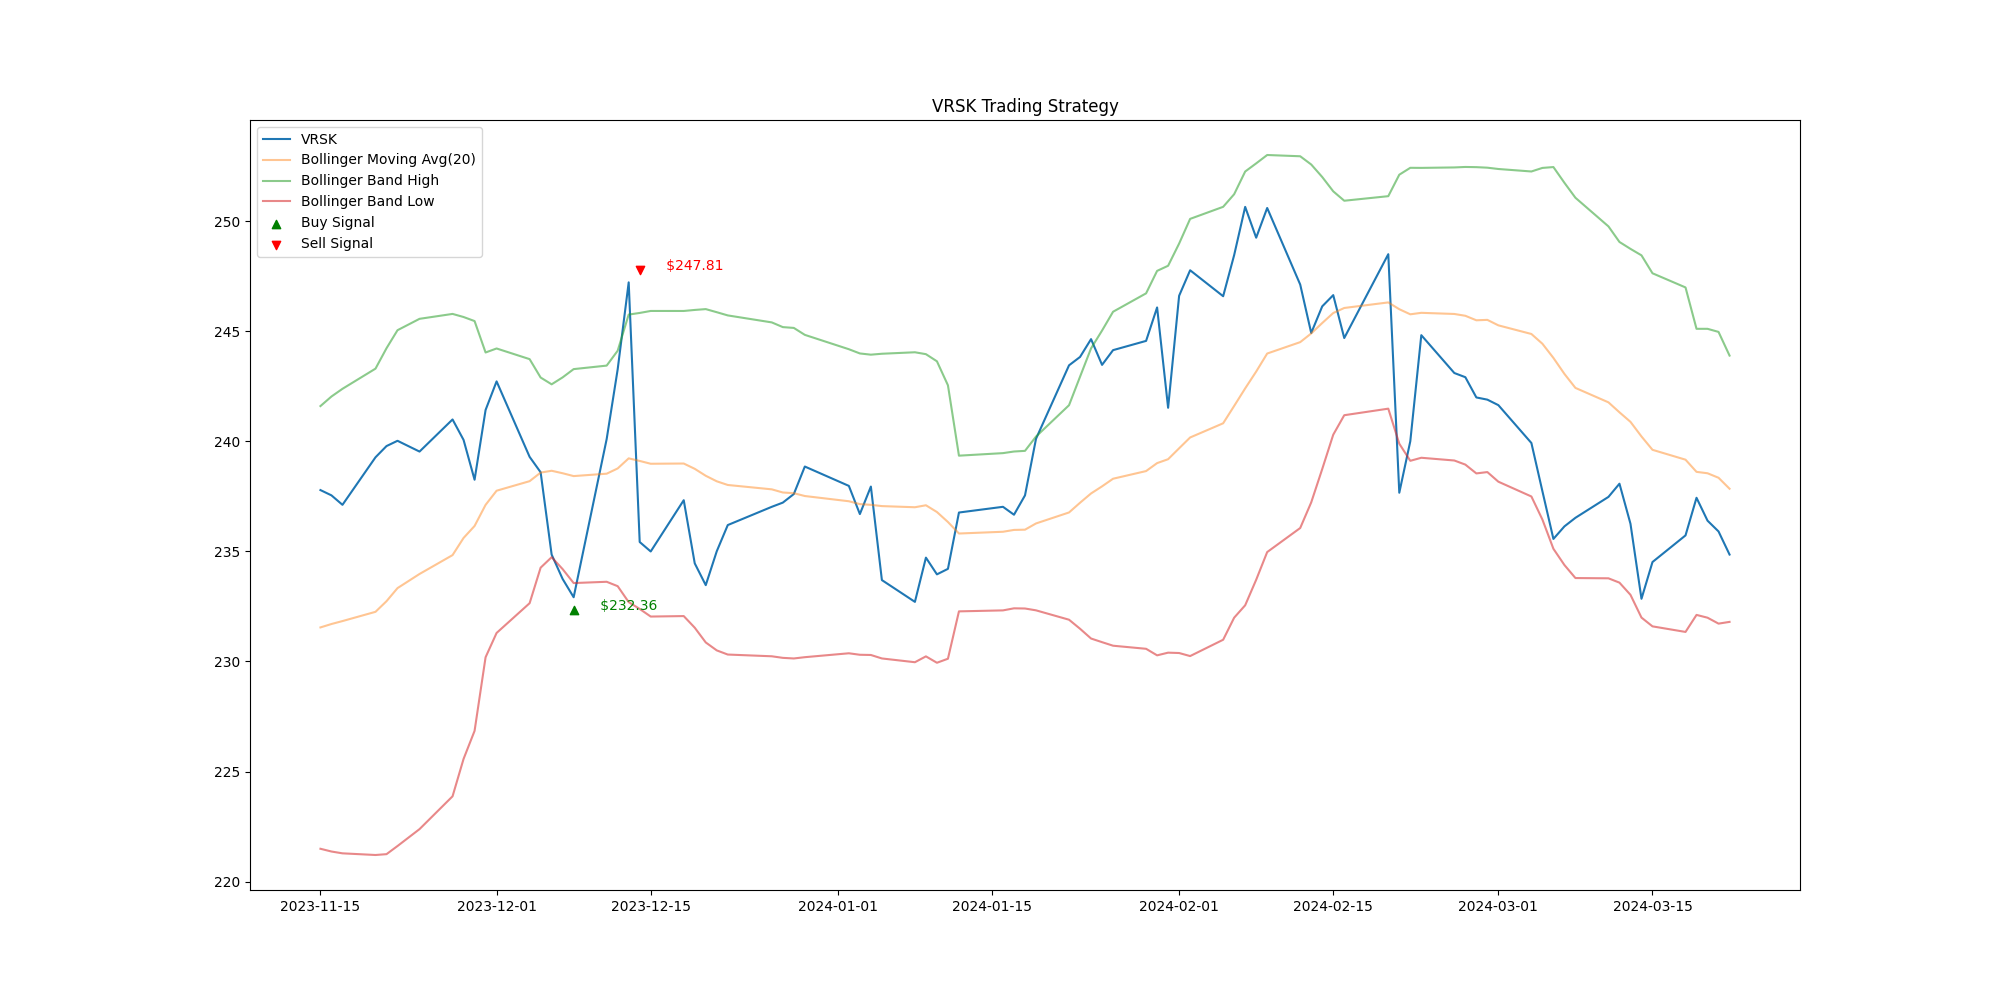 VRSK Trading Strategy
VRSK
Bollinger Moving Avg(20)
Bollinger Band High
Bollinger Band Low
Buy Signal
Sell Signal
$247.81
$232.36
250
245
240
235
230
225
220
2023-11-15
2023-12-01
2023-12-15
2024-01-01
2024-01-15
2024-02-01
2024-02-15
2024-03-01
2024-03-15